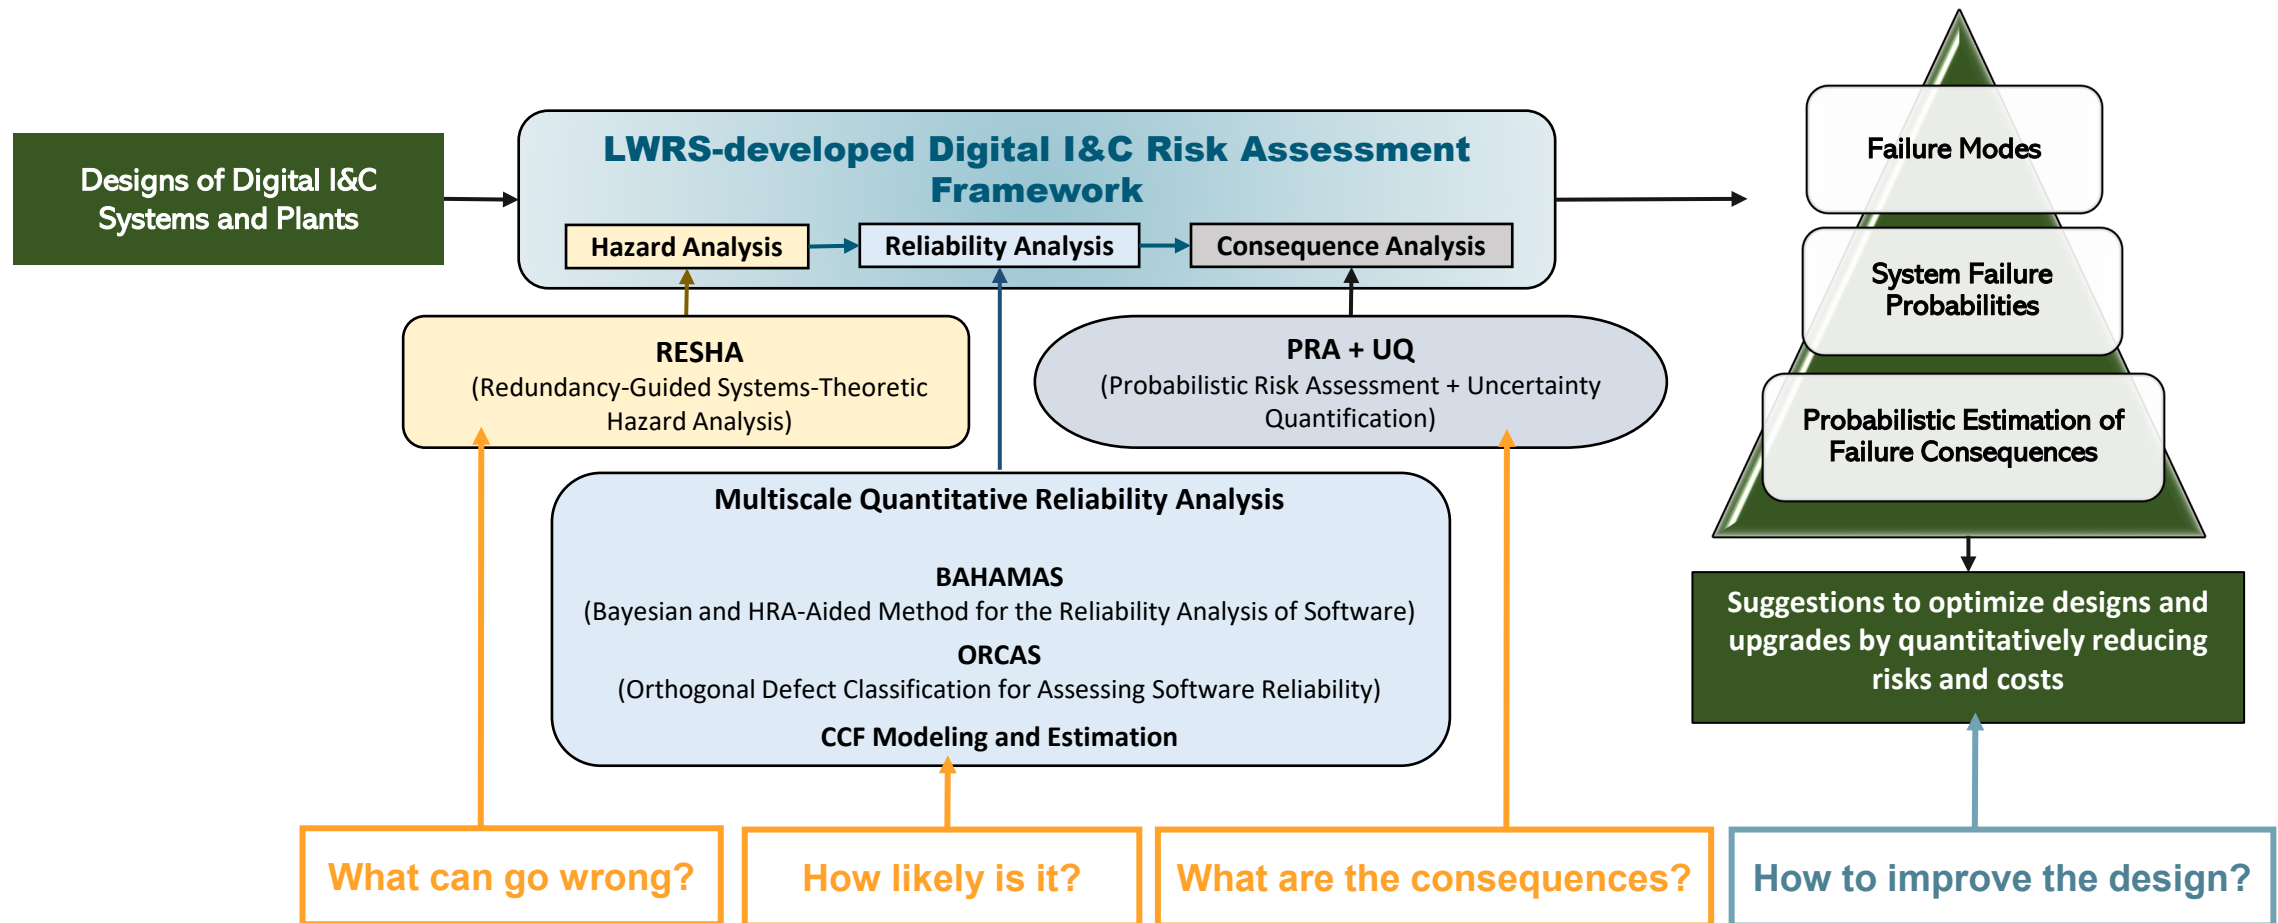 Designs of Digital I&C
Systems and Plants
LWRS-developed Digital I&C Risk Assessment
Framework
Hazard Analysis
Reliability Analysis
Consequence Analysis
RESHA
(Redundancy-Guided Systems-Theoretic
Hazard Analysis)
PRA + UQ
(Probabilistic Risk Assessment + Uncertainty
Quantification)
Multiscale Quantitative Reliability Analysis
BAHAMAS
(Bayesian and HRA-Aided Method for the Reliability Analysis of Software)
ORCAS
(Orthogonal Defect Classification for Assessing Software Reliability)
CCF Modeling and Estimation
Failure Modes
System Failure
Probabilities
Probabilistic Estimation of
Failure Consequences
Suggestions to optimize designs and
upgrades by quantitatively reducing
risks and costs
What can go wrong?
How likely is it?
What are the consequences?
How to improve the design?